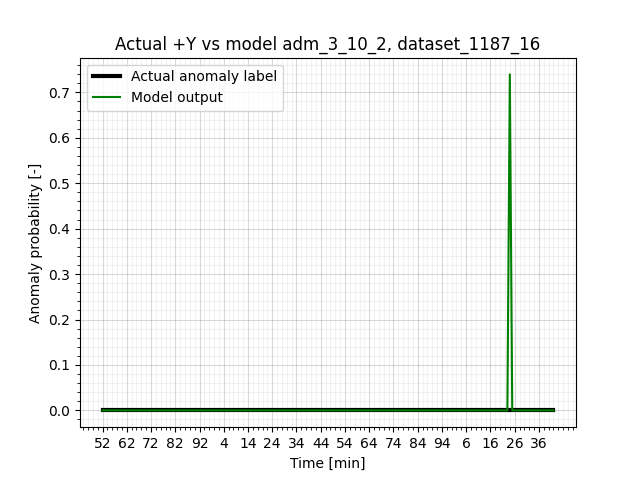 Actual +Y vs model adm_3_10_2, dataset_1187_16
Actual anomaly label
Model output
Anomaly probability [-]
0.7
0.6
0.5
0.4
0.3
0.2
0.1
0.0
52 62 72 82 92 4 14 24 34 44 54 64 74 84 94 6 16 26 36
Time [min]